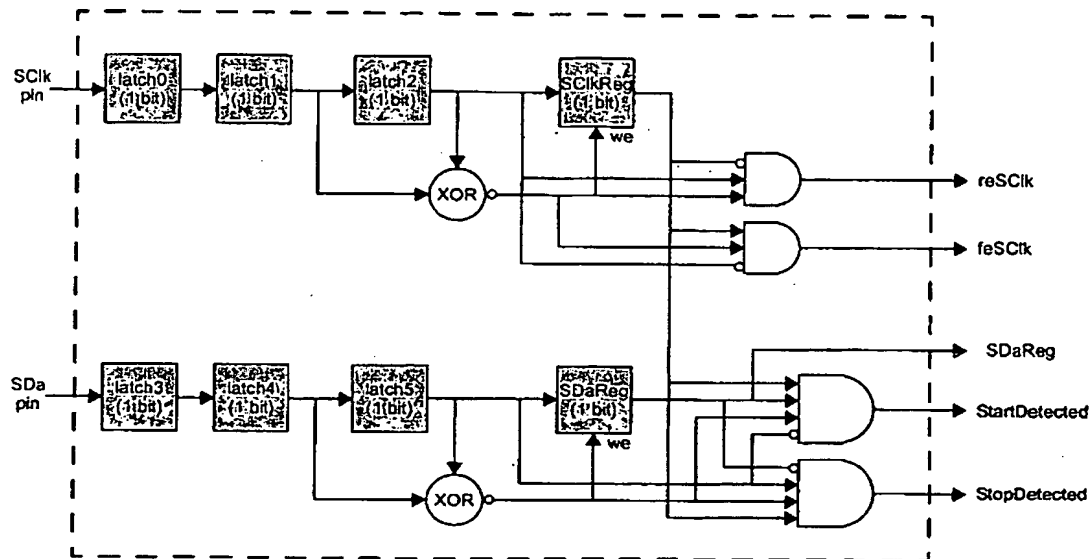 SClk
pin
latch0
(1 bit)
latch1
(1 bit)
latch2
(1 bit)
SClkReg
(1 bit)
we
XOR
reSClk
feSClk
SDa
pin
latch3
(1 bit)
latch4
(1 bit)
latch5
(1 bit)
SDaReg
(1 bit)
we
XOR
SDaReg
StartDetected
StopDetected